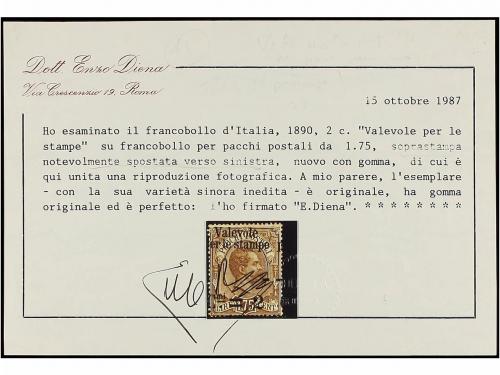 Dott. Enzo Diena
Via Crescenzio 19, Roma
15 ottobre 1987
Ho esaminato il francobollo d'Italia, 1890, 2 c. "Valevole per le
stampe" su francobollo per pacchi postali da 1.75, soprastampa
notevolmente spostata verso sinistra, nuovo con gomma, di cui è
qui unita una riproduzione fotografica. A mio parere, l'esemplare
- con la sua varietà sinora inedita - è originale, ha gomma
originale ed è perfetto: l'ho firmato "E.Diena". * * * * * * * *
Valevole
er le stampe
75